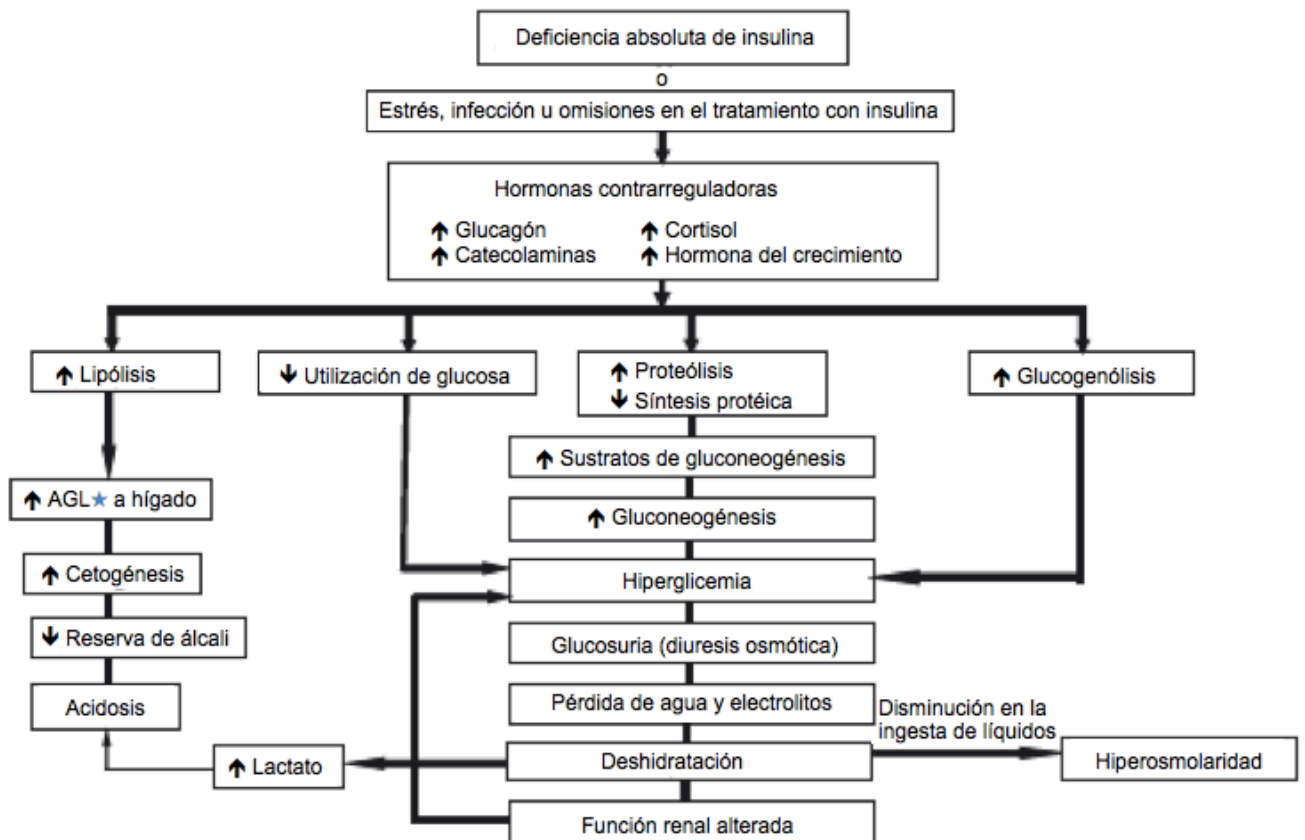 Deficiencia absoluta de insulina
o
Estrés, infección u omisiones en el tratamiento con insulina
Hormonas contrarreguladoras
↑ Glucagón ↑ Cortisol
↑ Catecolaminas ↑ Hormona del crecimiento
↑ Lipólisis
↓ Utilización de glucosa
↑ Proteólisis
↓ Síntesis protéica
↑ Glucogenólisis
↑ Sustratos de gluconeogénesis
↑ AGL★ a hígado
↑ Gluconeogénesis
↑ Cetogénesis
Hiperglicemia
↓ Reserva de álcali
Glucosuria (diuresis osmótica)
Acidosis
Pérdida de agua y electrolitos
Disminución en la
ingesta de líquidos
↑ Lactato
Deshidratación
Hiperosmolaridad
Función renal alterada